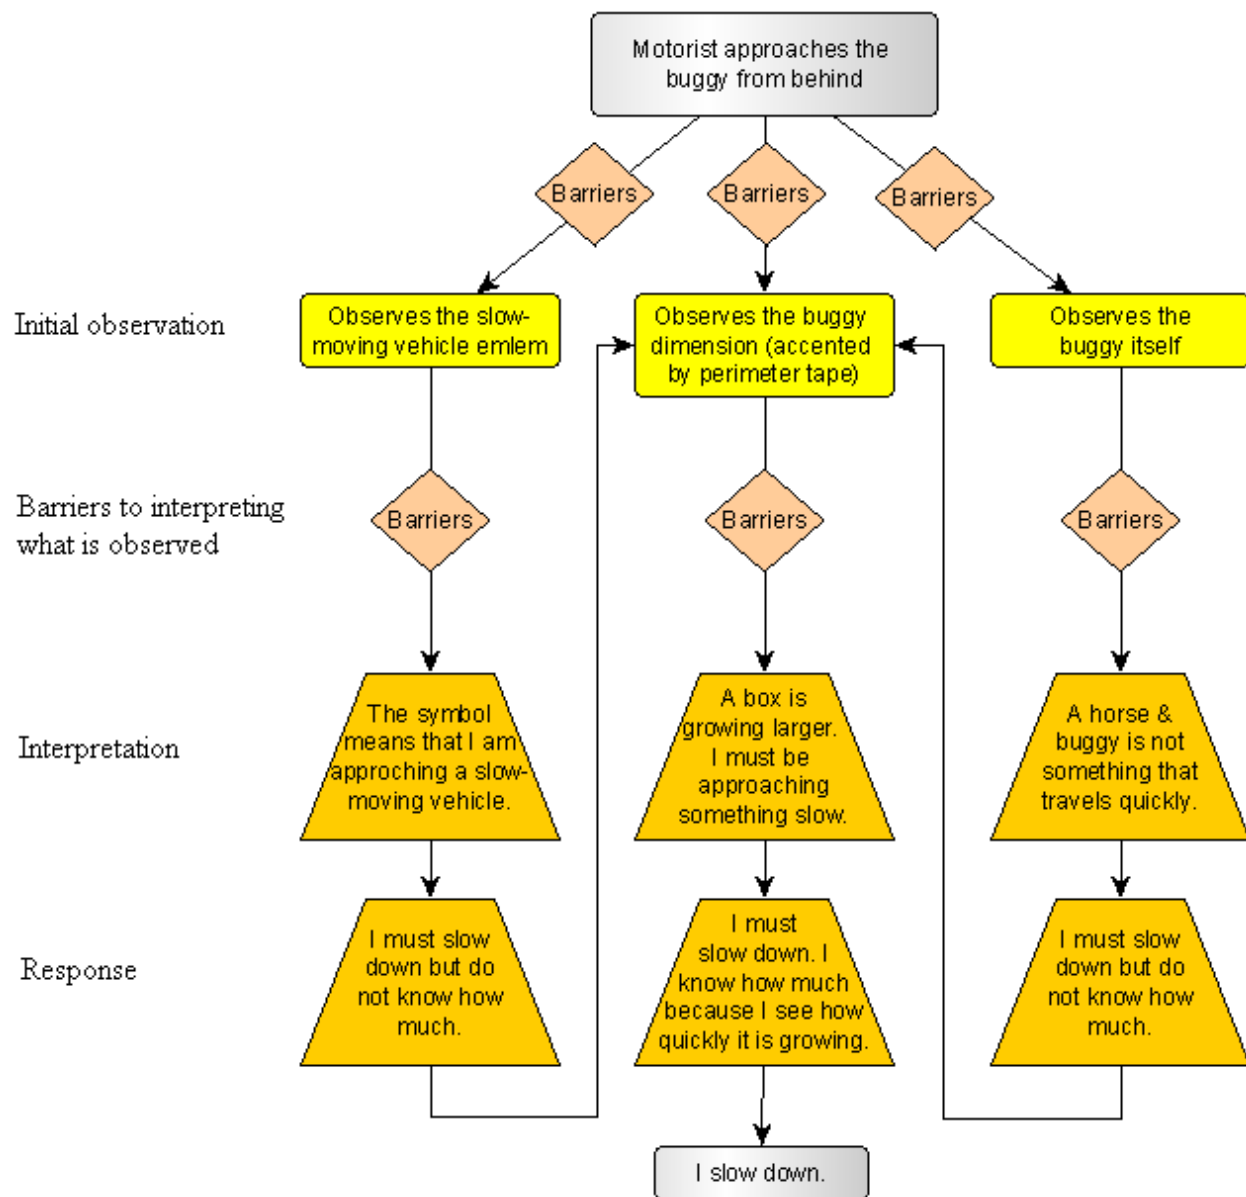 Motorist approaches the
buggy from behind
Barriers
Barriers
Barriers
Initial observation
Observes the slow-
moving vehicle emlem
Observes the buggy
dimension (accented
by perimeter tape)
Observes the
buggy itself
Barriers to interpreting
what is observed
Barriers
Barriers
Barriers
Interpretation
The symbol
means that I am
approching a slow-
moving vehicle.
A box is
growing larger.
I must be
approaching
something slow.
A horse &
buggy is not
something that
travels quickly.
Response
I must slow
down but do
not know how
much.
I must
slow down. I
know how much
because I see how
quickly it is growing.
I must slow
down but do
not know how
much.
I slow down.